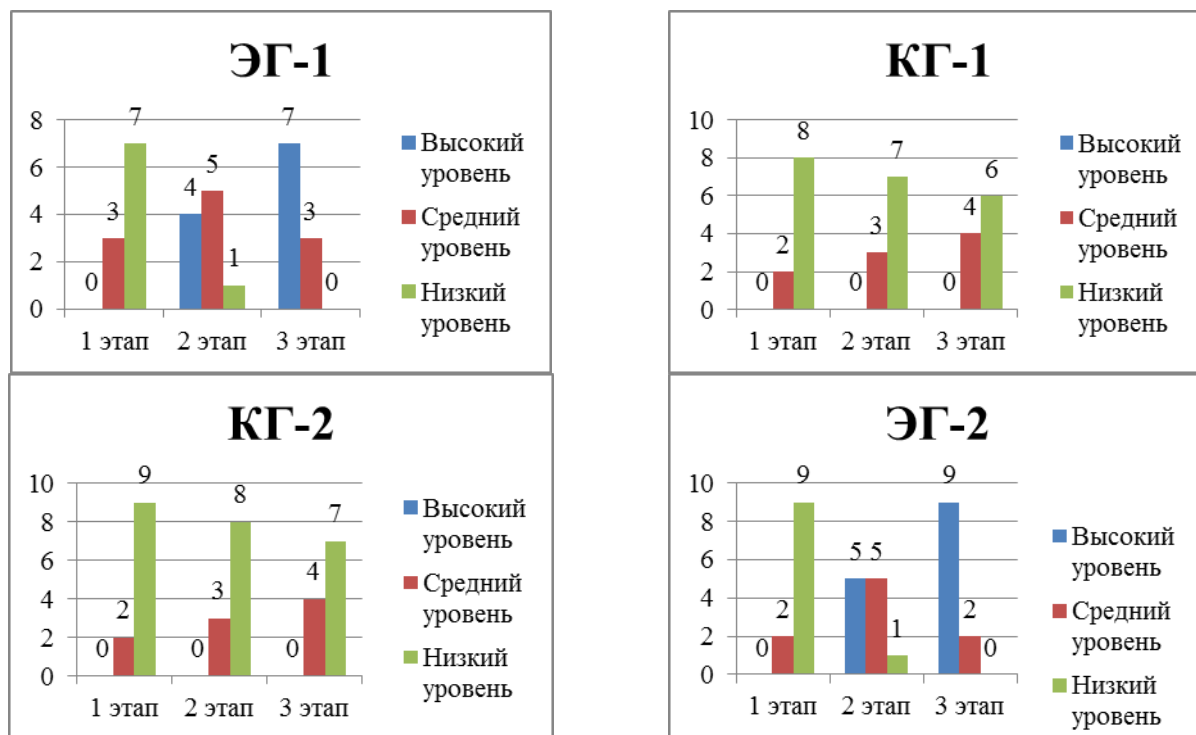 ЭГ-1
8
6
4
2
0
0
3
7
4
5
1
7
3
0
1 этап 2 этап 3 этап
Высокий
уровень
Средний
уровень
Низкий
уровень
КГ-1
10
8
6
4
2
0
0
2
8
0
3
7
0
4
6
1 этап 2 этап 3 этап
Высокий
уровень
Средний
уровень
Низкий
уровень
КГ-2
10
8
6
4
2
0
0
2
9
0
3
8
0
4
7
1 этап 2 этап 3 этап
Высокий
уровень
Средний
уровень
Низкий
уровень
ЭГ-2
10
8
6
4
2
0
0
2
9
5
5
1
9
2
0
1 этап 2 этап 3 этап
Высокий
уровень
Средний
уровень
Низкий
уровень